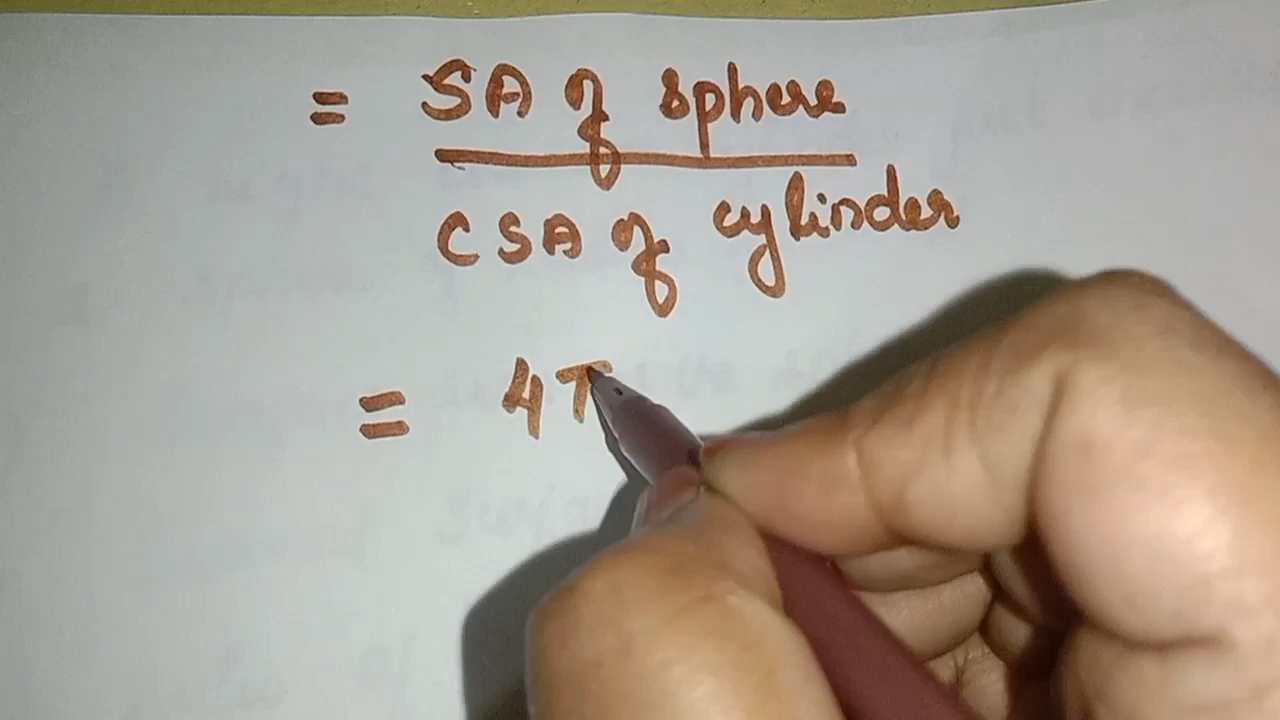 = SA of sphere
CSA of cylinder
= 4π